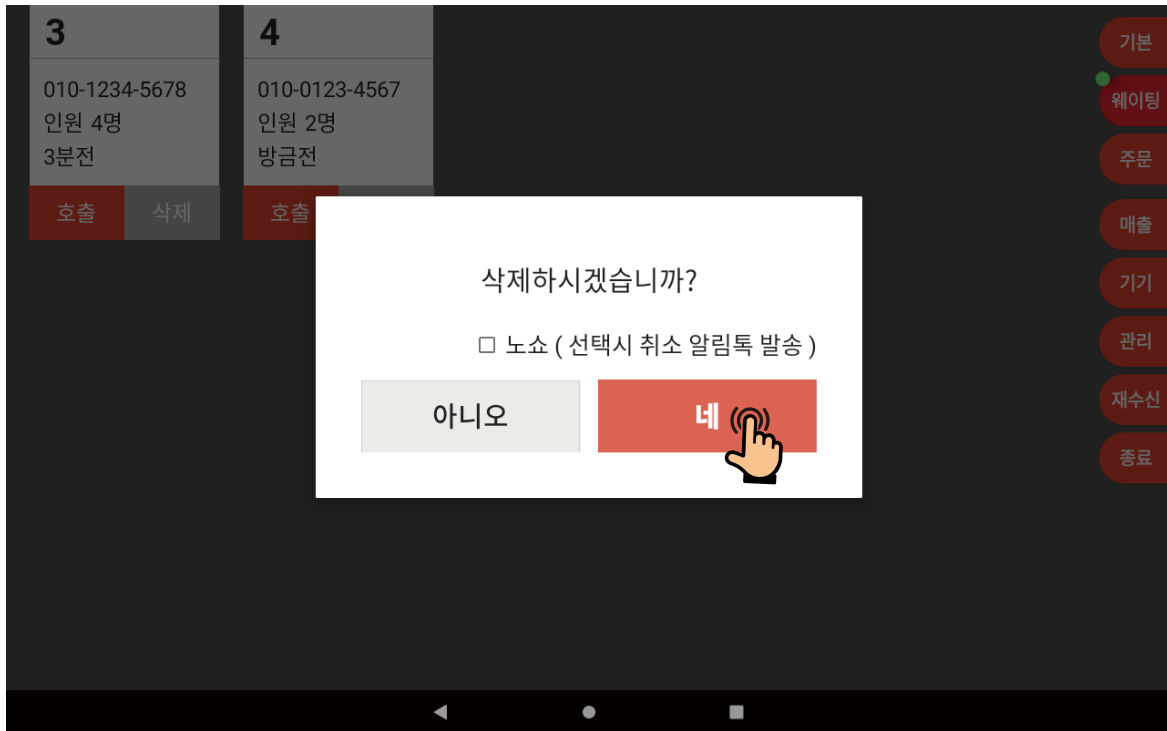 3
010-1234-5678
인원 4명
3분전
호출 삭제
4
010-0123-4567
인원 2명
방금전
호출
삭제하시겠습니까?
노쇼 ( 선택시 취소 알림톡 발송 )
아니오 네
기본
웨이팅
주문
매출
기기
관리
재수신
종료